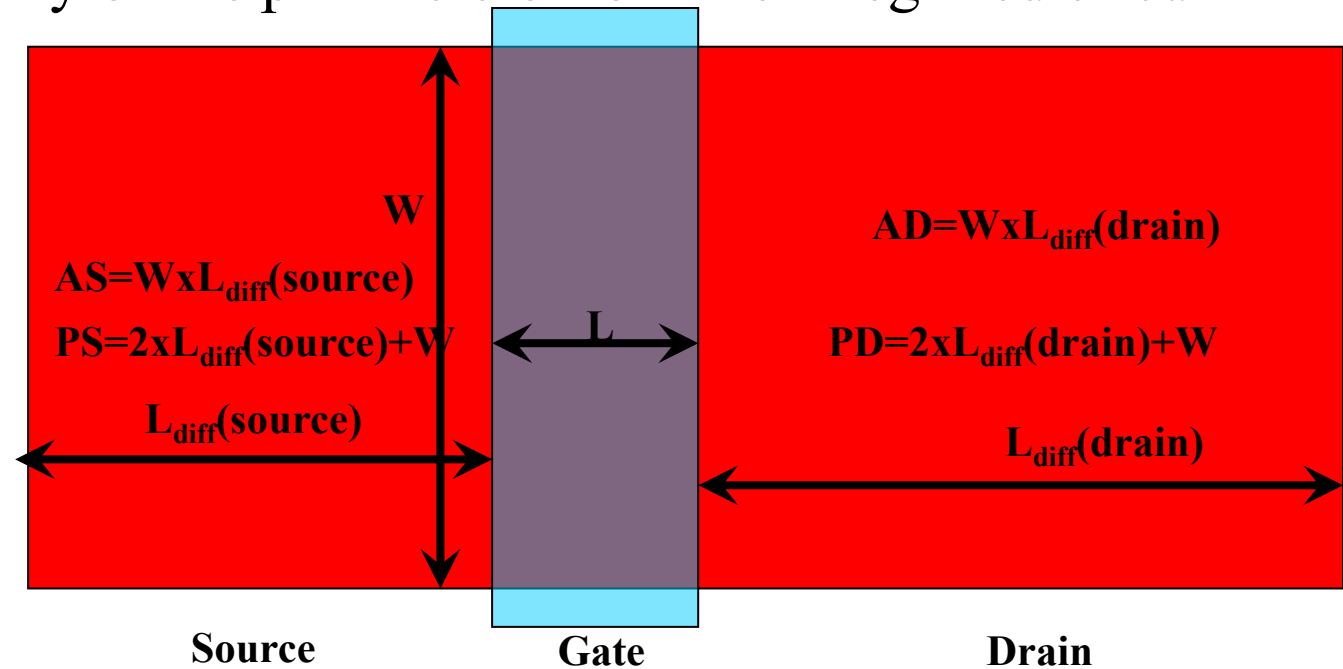 W
AD=WxLdiff(drain)
AS=WxLdiff(source)
L
PS=2xLdiff(source)+W
PD=2xLdiff(drain)+W
Ldiff(source)
Ldiff(drain)
Source
Gate
Drain